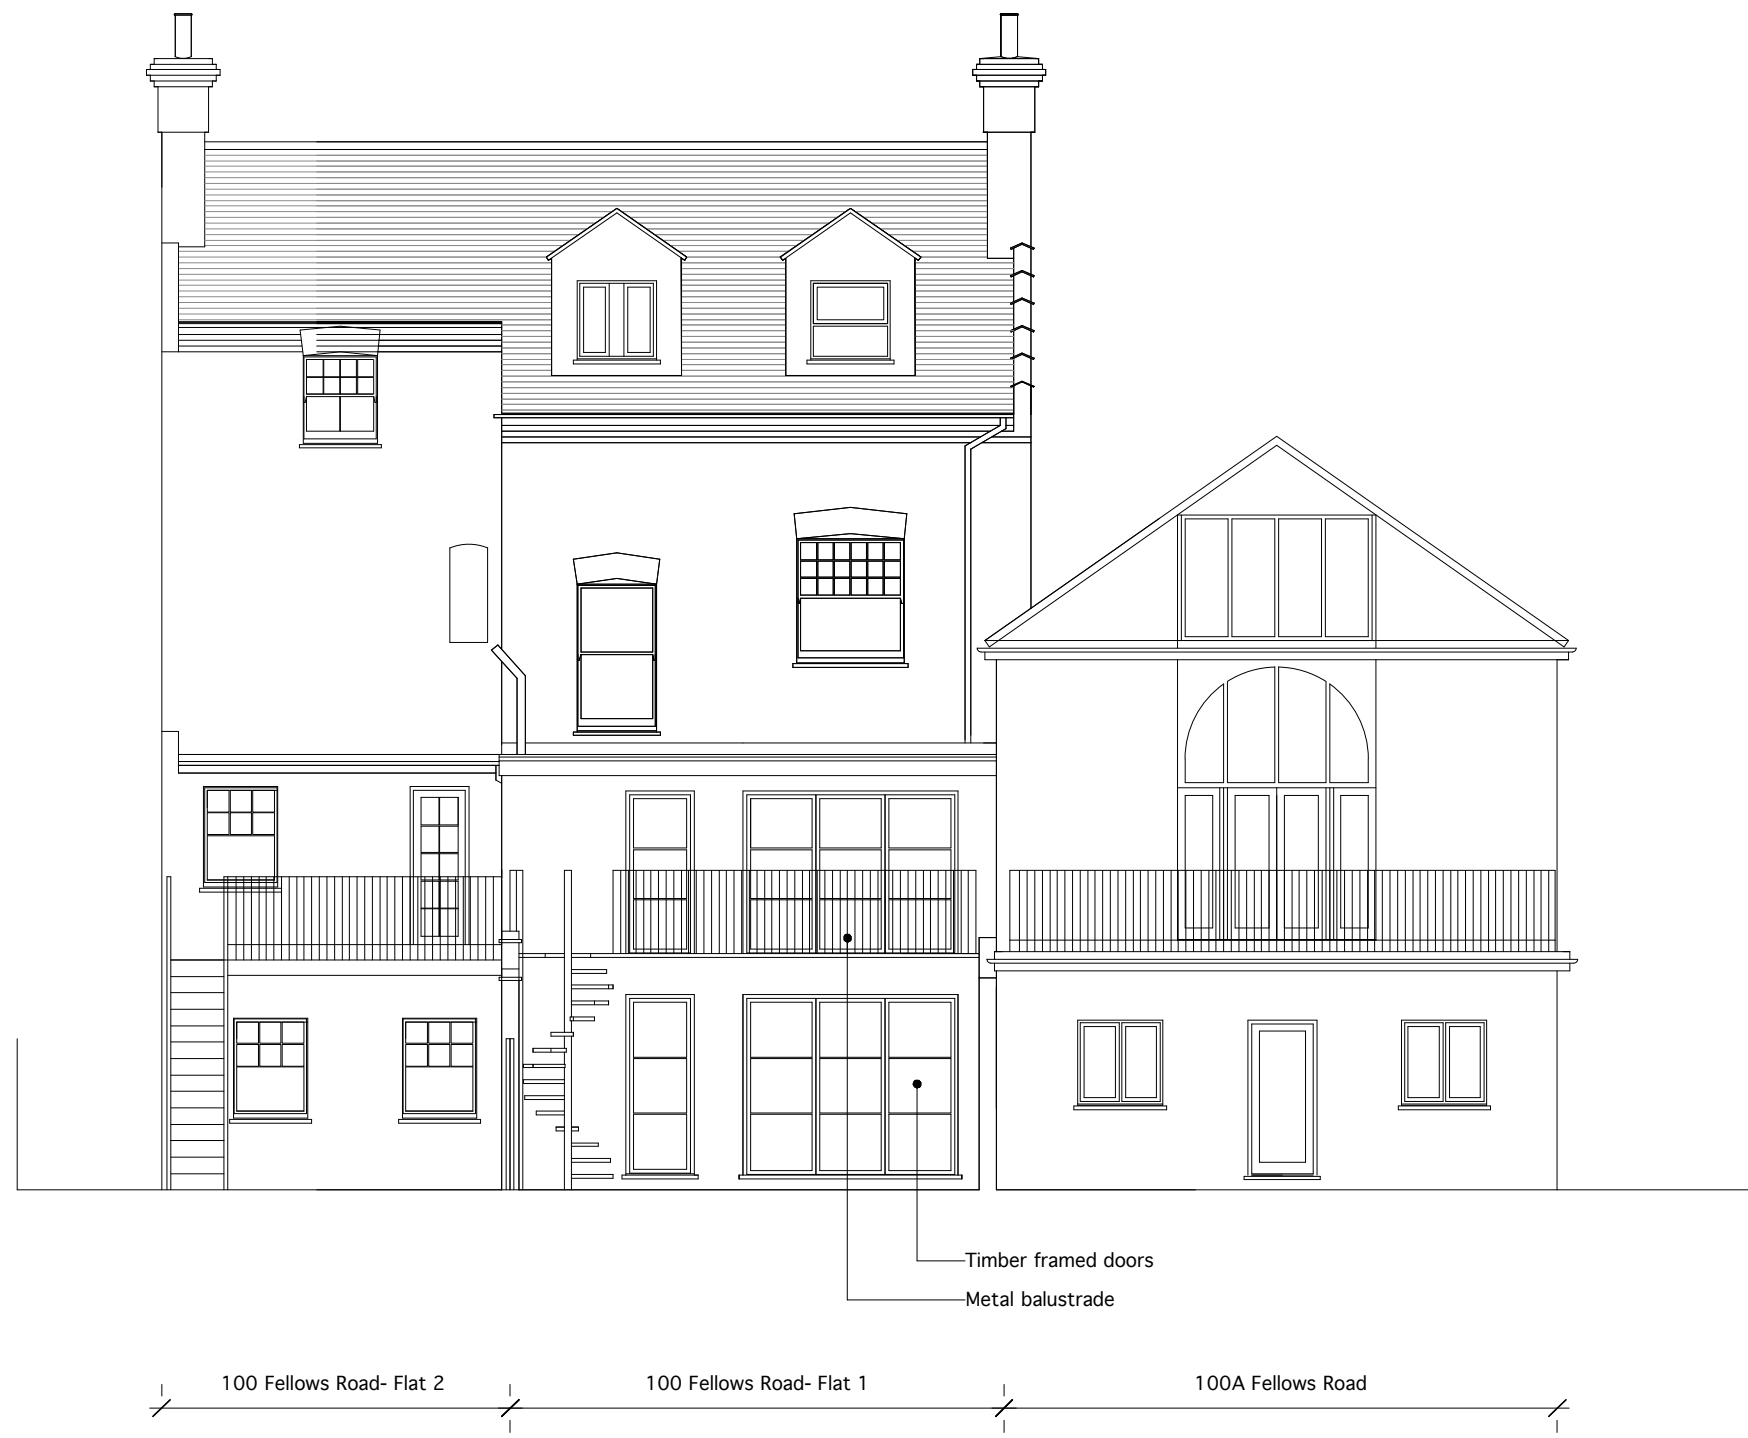 Timber framed doors
Metal balustrade
100 Fellows Road- Flat 2
100 Fellows Road- Flat 1
100A Fellows Road